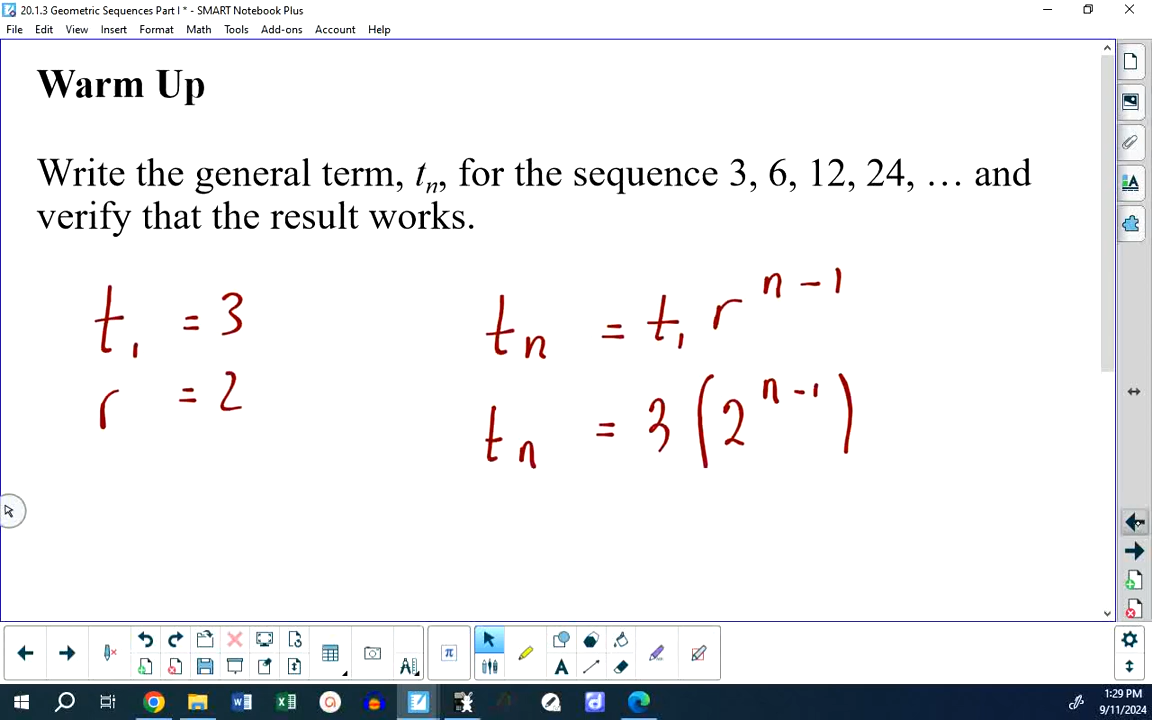 20.1.3 Geometric Sequences Part I * - SMART Notebook Plus
File Edit View Insert Format Math Tools Add-ons Account Help
Warm Up
Write the general term, tₙ, for the sequence 3, 6, 12, 24, … and
verify that the result works.
t₁ = 3
r = 2
tₙ = t₁ rⁿ⁻¹
tₙ = 3 (2ⁿ⁻¹)
1:29 PM
9/11/2024